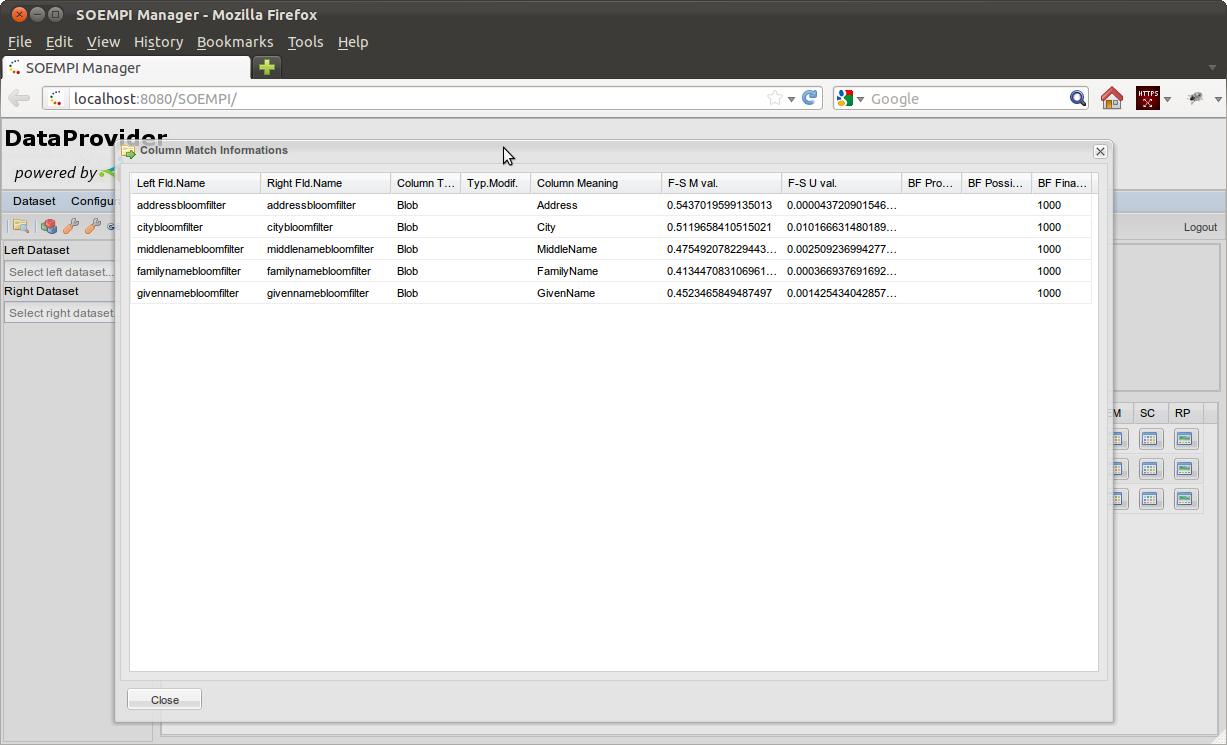 SOEMPI Manager - Mozilla Firefox
File Edit View History Bookmarks Tools Help
SOEMPI Manager
localhost:8080/SOEMPI/ Google HTTPS
DataProvider
powered by
Column Match Informations
Dataset Configu
Logout
Left Dataset
Select left dataset...
Right Dataset
Select right dataset
Left Fld.Name Right Fld.Name Column T... Typ.Modif. Column Meaning F-S M val. F-S U val. BF Pro... BF Possi... BF Fina...
addressbloomfilter addressbloomfilter Blob Address 0.5437019599135013 0.000043720901546... 1000
citybloomfilter citybloomfilter Blob City 0.5119658410515021 0.010166631480189... 1000
middlenamebloomfilter middlenamebloomfilter Blob MiddleName 0.475492078229443... 0.002509236994277... 1000
familynamebloomfilter familynamebloomfilter Blob FamilyName 0.413447083106961... 0.000366937691692... 1000
givennamebloomfilter givennamebloomfilter Blob GivenName 0.4523465849487497 0.001425434042857... 1000
M SC RP
Close